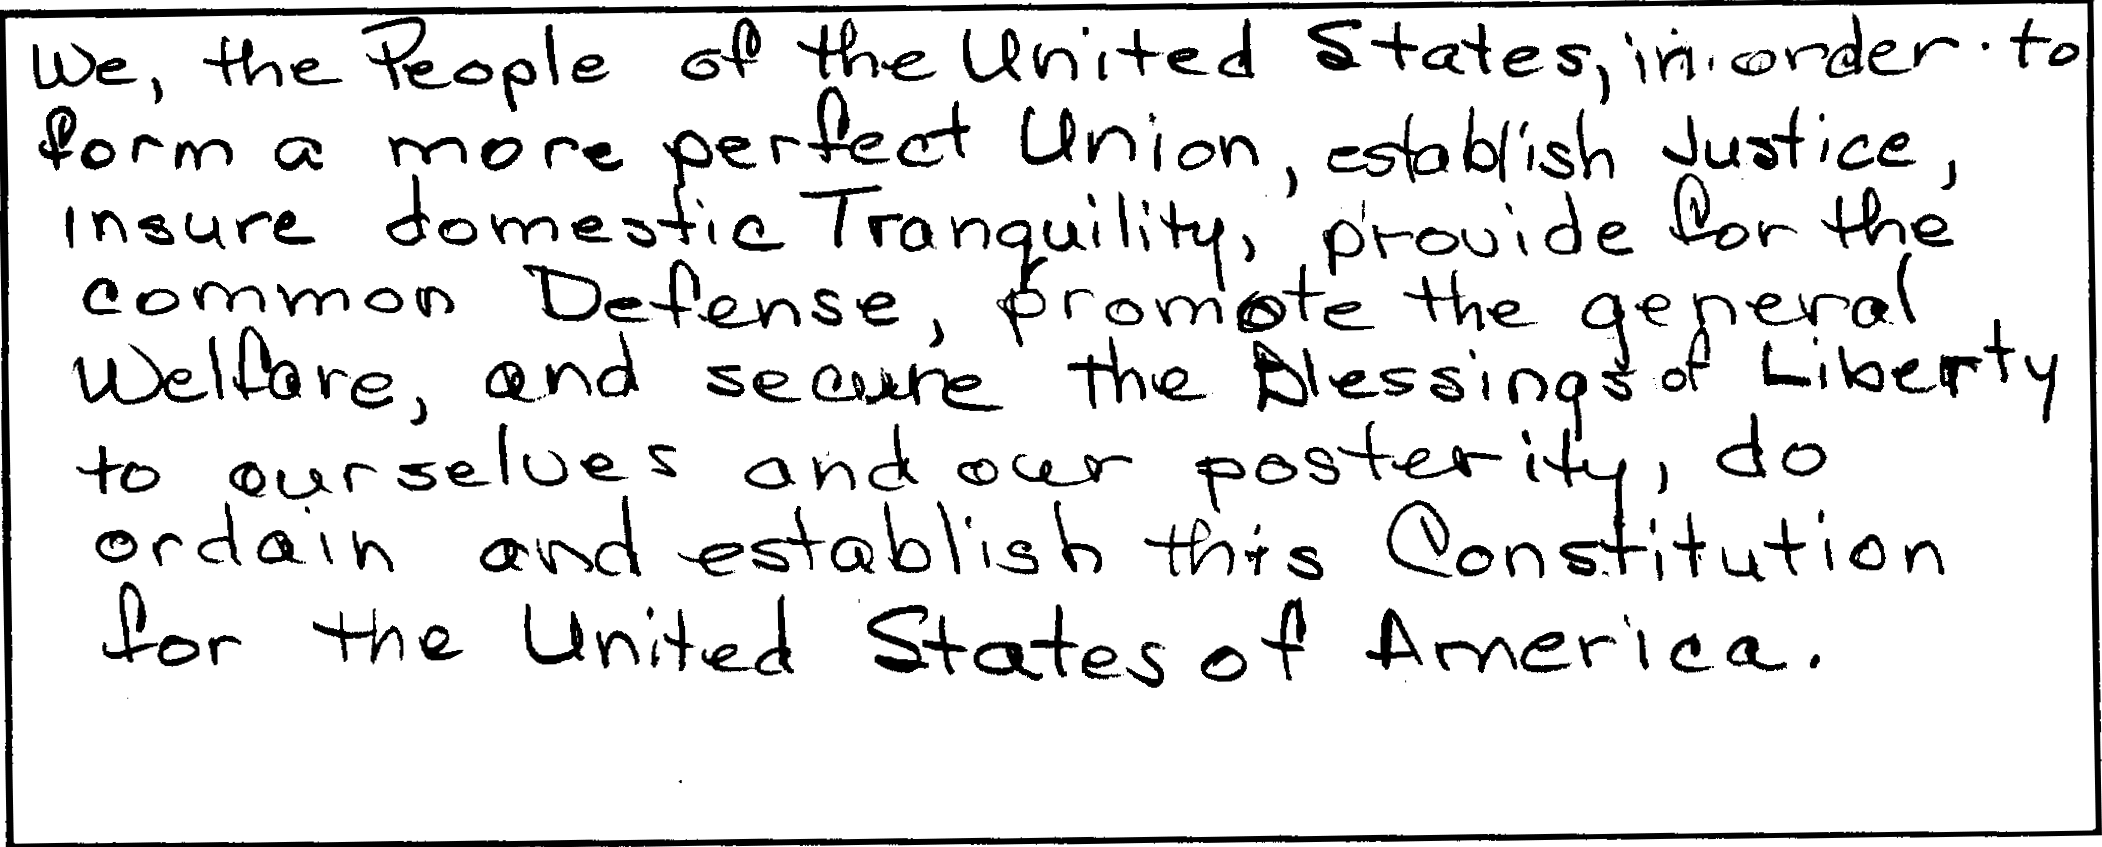 We, the People of the United States, in order to
form a more perfect Union, establish Justice,
insure domestic Tranquility, provide for the
common Defense, promote the general
Welfare, and secure the Blessings of Liberty
to ourselves and our posterity, do
ordain and establish this Constitution
for the United States of America.